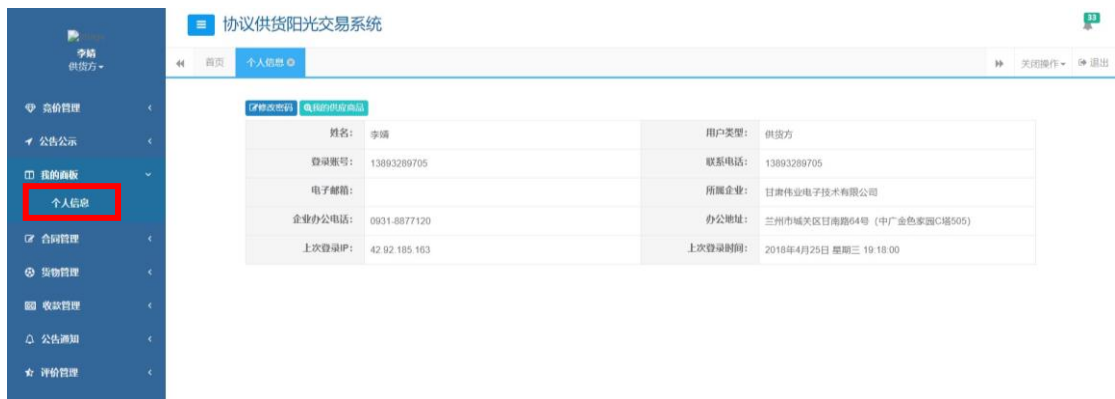 协议供货阳光交易系统
33
李婧
供货方
首页
个人信息
关闭操作
退出
竞价管理
公告公示
我的面板
个人信息
合同管理
货物管理
收款管理
公告通知
评价管理
修改密码 我的供应商品
姓名: 李婧 用户类型: 供货方
登录账号: 13893289705 联系电话: 13893289705
电子邮箱: 所属企业: 甘肃伟业电子技术有限公司
企业办公电话: 0931-8877120 办公地址: 兰州市城关区甘南路64号 (中广金色家园C塔505)
上次登录IP: 42.92.185.163 上次登录时间: 2018年4月25日 星期三 19:18:00